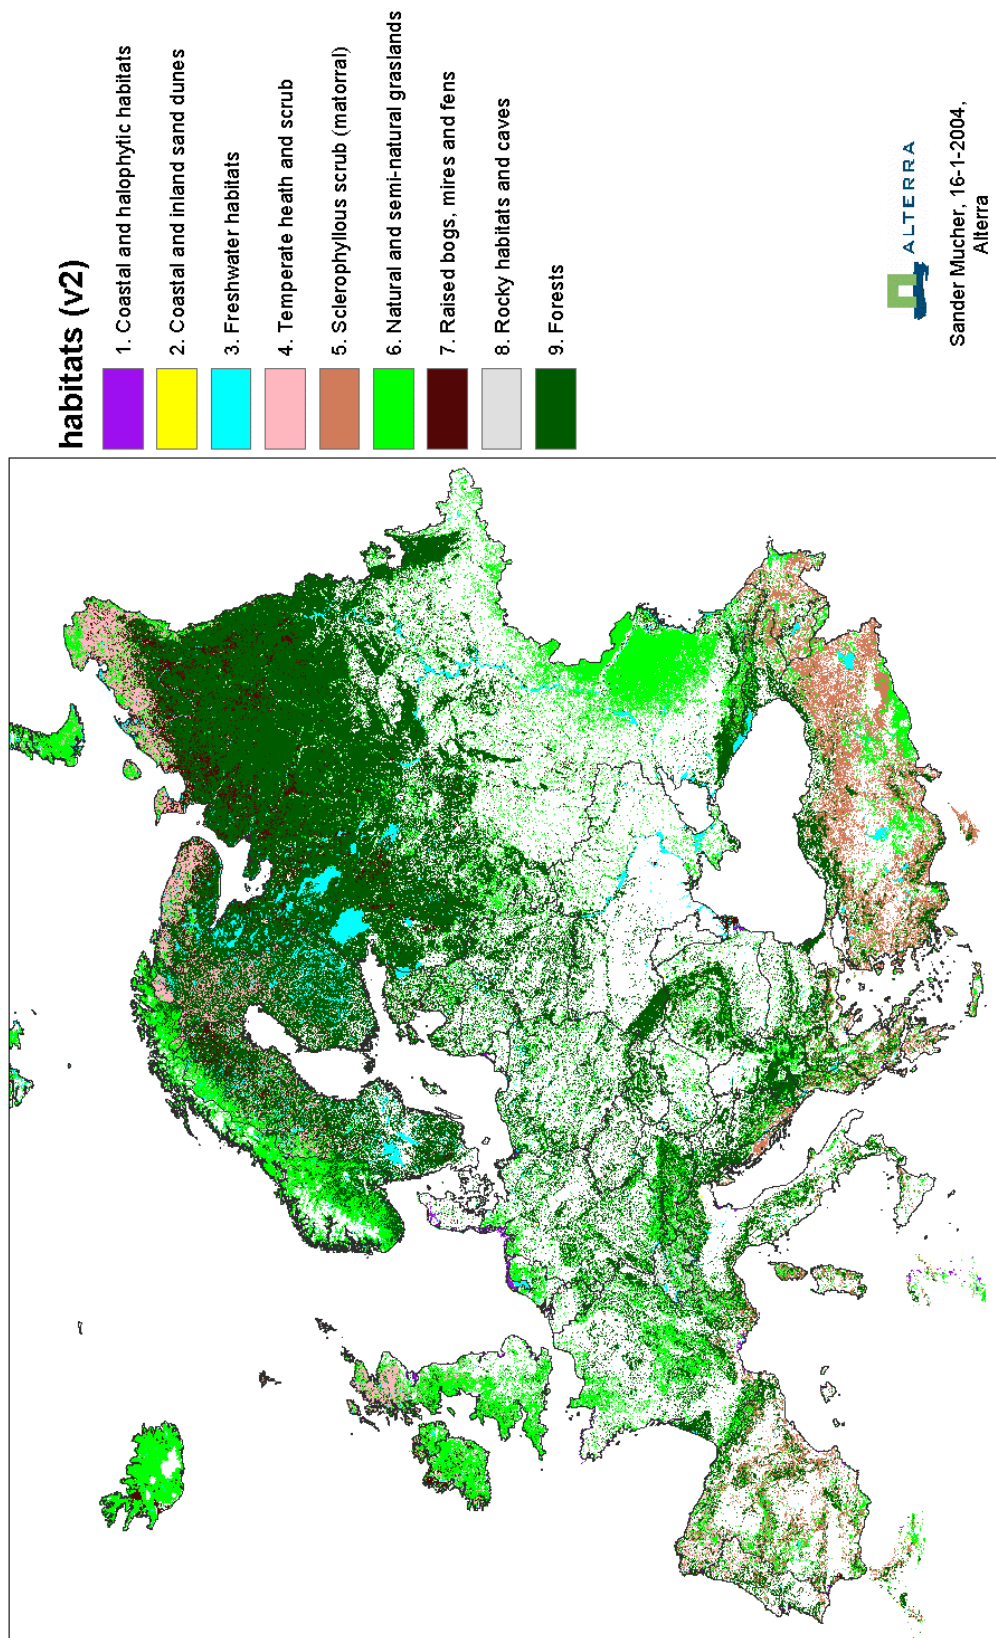 habitats (v2)
1. Coastal and halophytic habitats
2. Coastal and inland sand dunes
3. Freshwater habitats
4. Temperate heath and scrub
5. Sclerophyllous scrub (matorral)
6. Natural and semi-natural graslands
7. Raised bogs, mires and fens
8. Rocky habitats and caves
9. Forests
ALTERRA
Sander Mucher, 16-1-2004,
Alterra